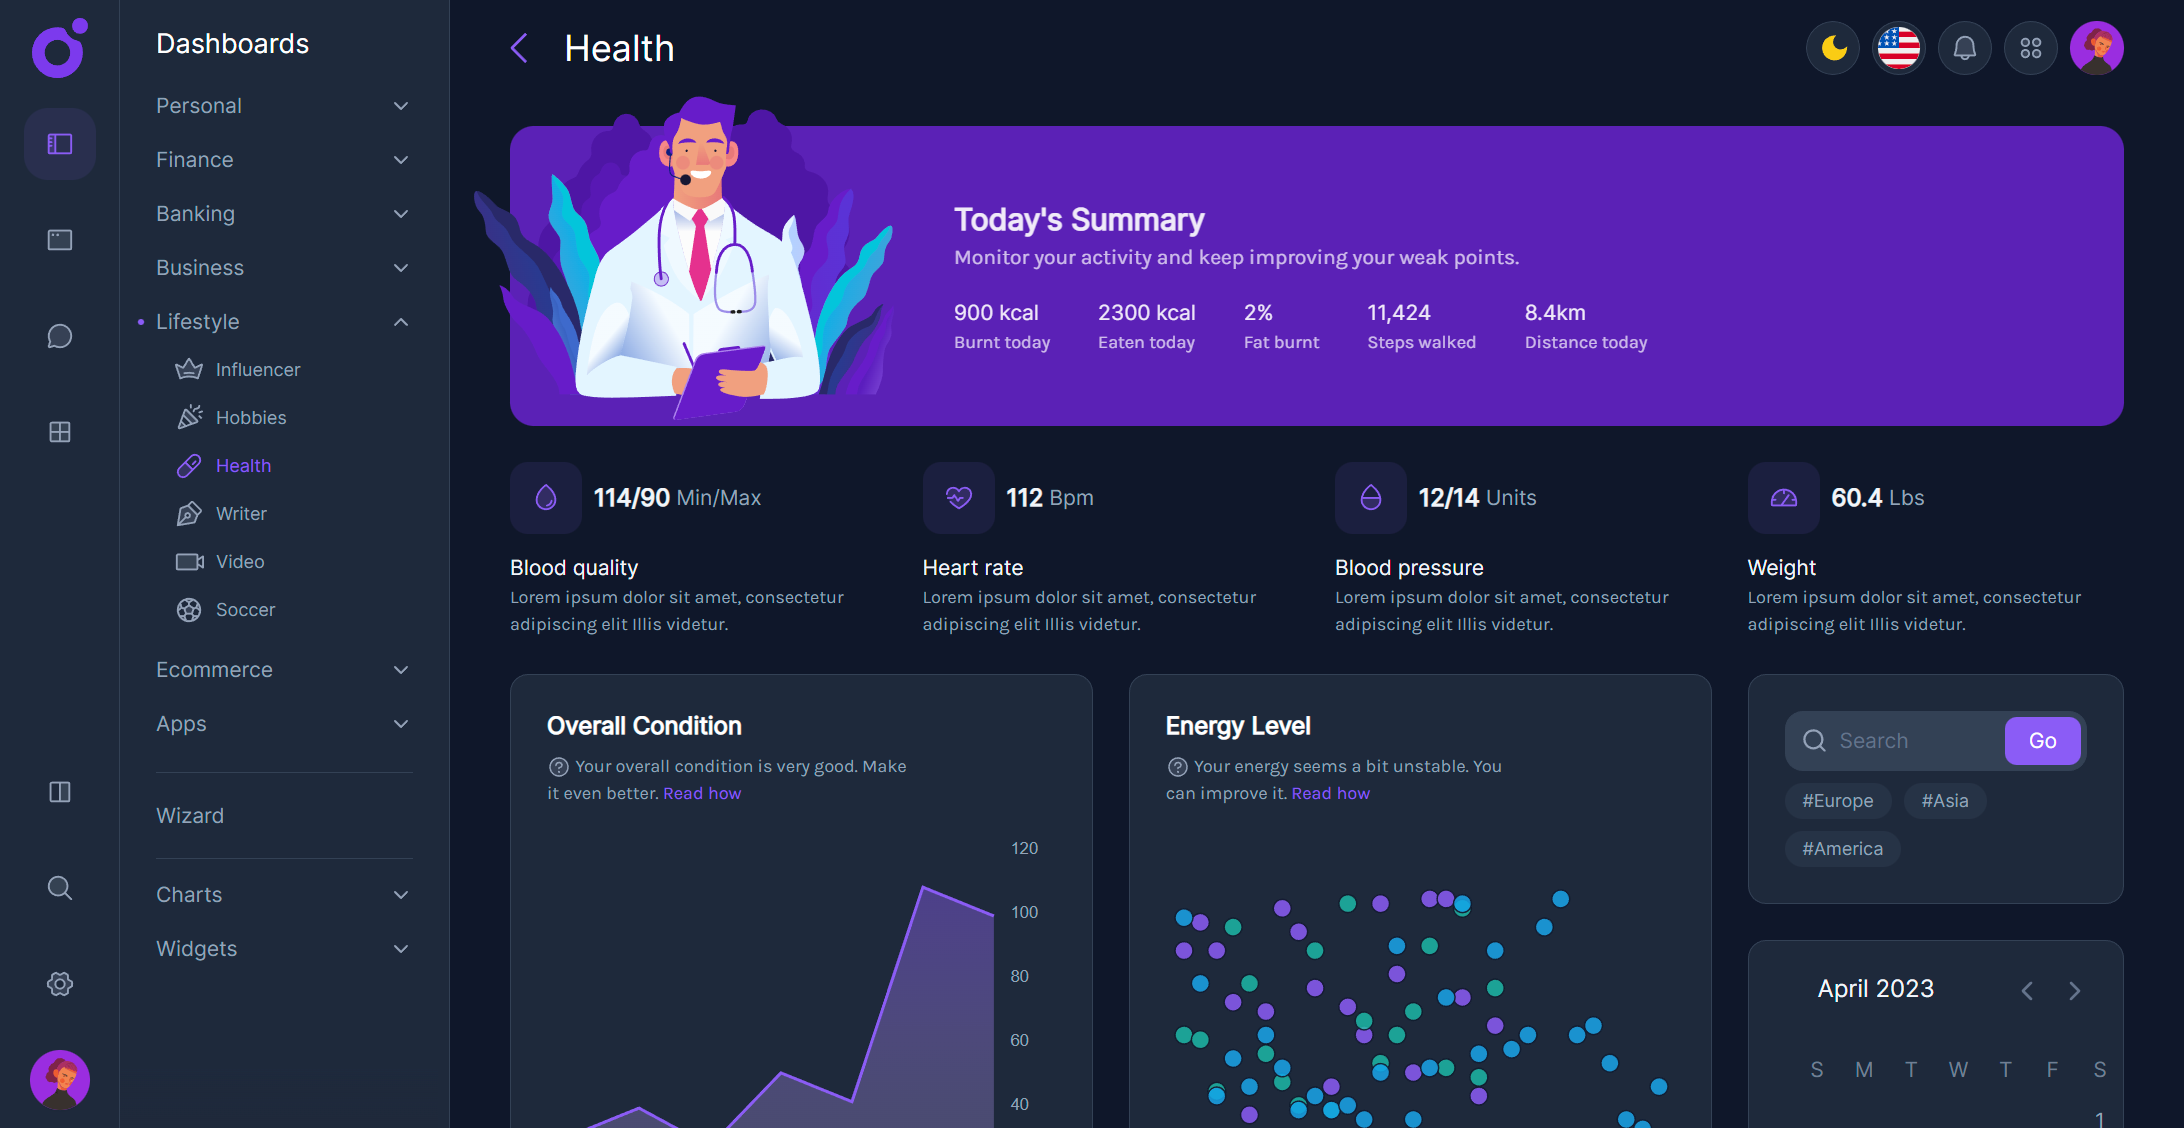 Dashboards
Personal
Finance
Banking
Business
Lifestyle
Influencer
Hobbies
Health
Writer
Video
Soccer
Ecommerce
Apps
Wizard
Charts
Widgets
Health
Today's Summary
Monitor your activity and keep improving your weak points.
900 kcal
Burnt today
2300 kcal
Eaten today
2%
Fat burnt
11,424
Steps walked
8.4km
Distance today
114/90 Min/Max
Blood quality
Lorem ipsum dolor sit amet, consectetur
adipiscing elit Illis videtur.
112 Bpm
Heart rate
Lorem ipsum dolor sit amet, consectetur
adipiscing elit Illis videtur.
12/14 Units
Blood pressure
Lorem ipsum dolor sit amet, consectetur
adipiscing elit Illis videtur.
60.4 Lbs
Weight
Lorem ipsum dolor sit amet, consectetur
adipiscing elit Illis videtur.
Overall Condition
Your overall condition is very good. Make
it even better. Read how
120
100
80
60
40
Energy Level
Your energy seems a bit unstable. You
can improve it. Read how
Search Go
#Europe #Asia
#America
April 2023
S M T W T F S
1